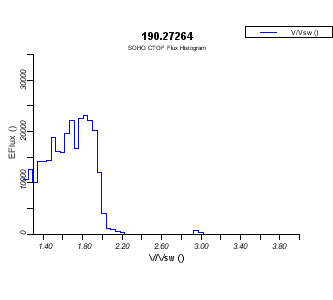 190.27264
SOHO CTOF Flux Histogram
V/Vsw ()
EFlux ()
30000
20000
10000
0
1.40 1.80 2.20 2.60 3.00 3.40 3.80
V/Vsw ()